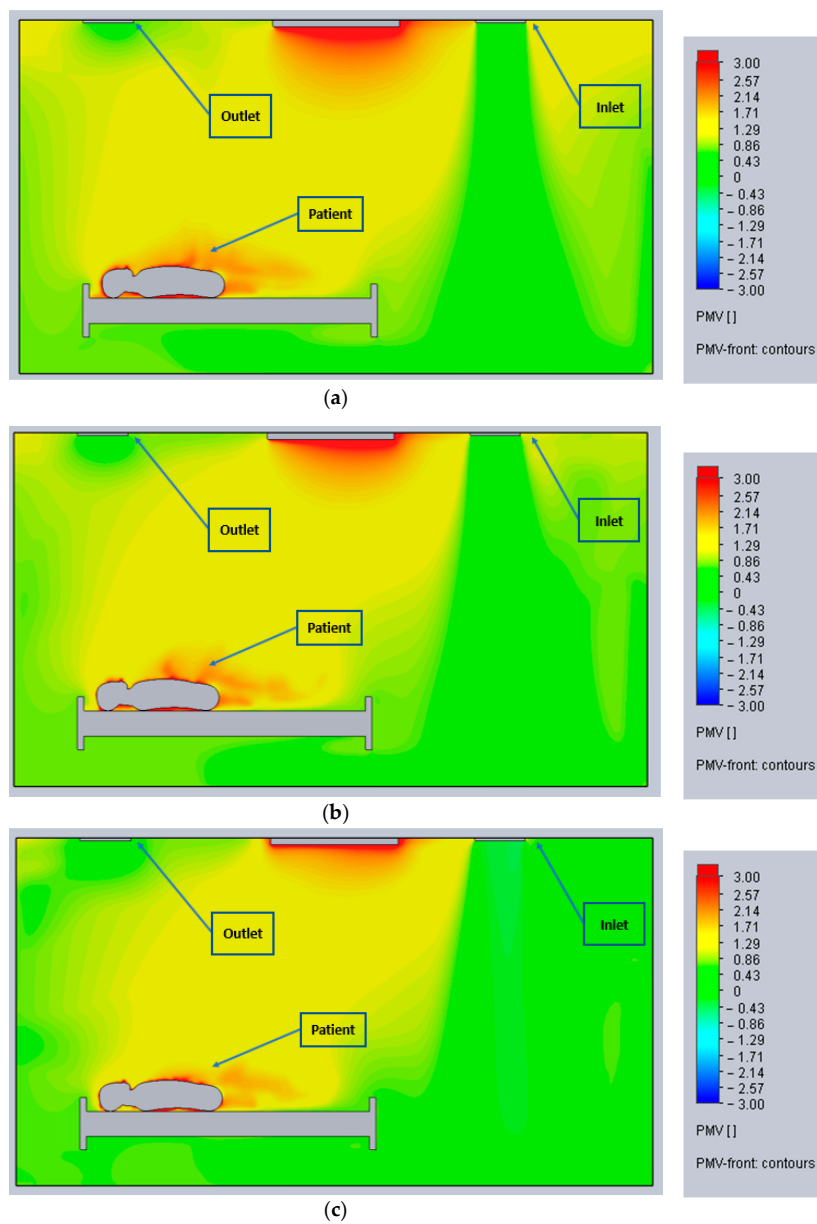 Outlet
Inlet
Patient
3.00
2.57
2.14
1.71
1.29
0.86
0.43
0
– 0.43
– 0.86
– 1.29
– 1.71
– 2.14
– 2.57
– 3.00
PMV [ ]
PMV-front: contours
(a)
Outlet
Inlet
Patient
3.00
2.57
2.14
1.71
1.29
0.86
0.43
0
– 0.43
– 0.86
– 1.29
– 1.71
– 2.14
– 2.57
– 3.00
PMV [ ]
PMV-front: contours
(b)
Outlet
Inlet
Patient
3.00
2.57
2.14
1.71
1.29
0.86
0.43
0
– 0.43
– 0.86
– 1.29
– 1.71
– 2.14
– 2.57
– 3.00
PMV [ ]
PMV-front: contours
(c)